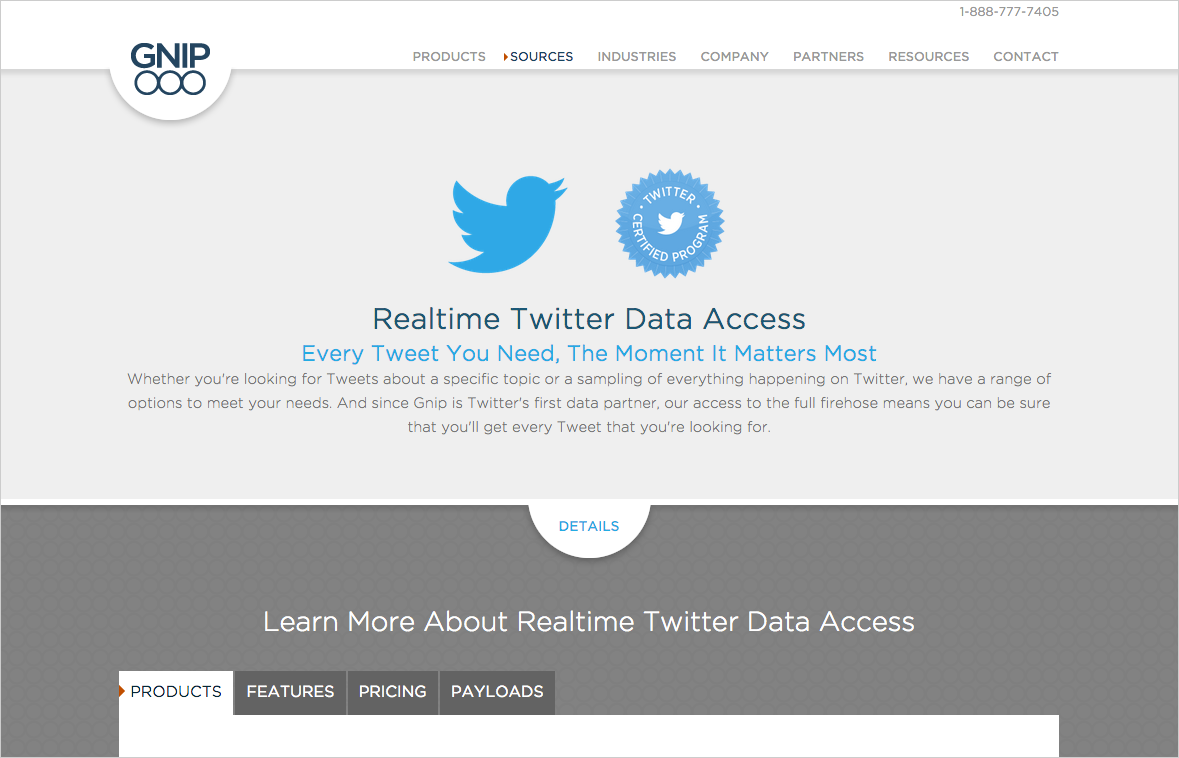 1-888-777-7405
GNIP
PRODUCTS SOURCES INDUSTRIES COMPANY PARTNERS RESOURCES CONTACT
· TWITTER ·
CERTIFIED PROGRAM
Realtime Twitter Data Access
Every Tweet You Need, The Moment It Matters Most
Whether you're looking for Tweets about a specific topic or a sampling of everything happening on Twitter, we have a range of
options to meet your needs. And since Gnip is Twitter's first data partner, our access to the full firehose means you can be sure
that you'll get every Tweet that you're looking for.
DETAILS
Learn More About Realtime Twitter Data Access
PRODUCTS FEATURES PRICING PAYLOADS